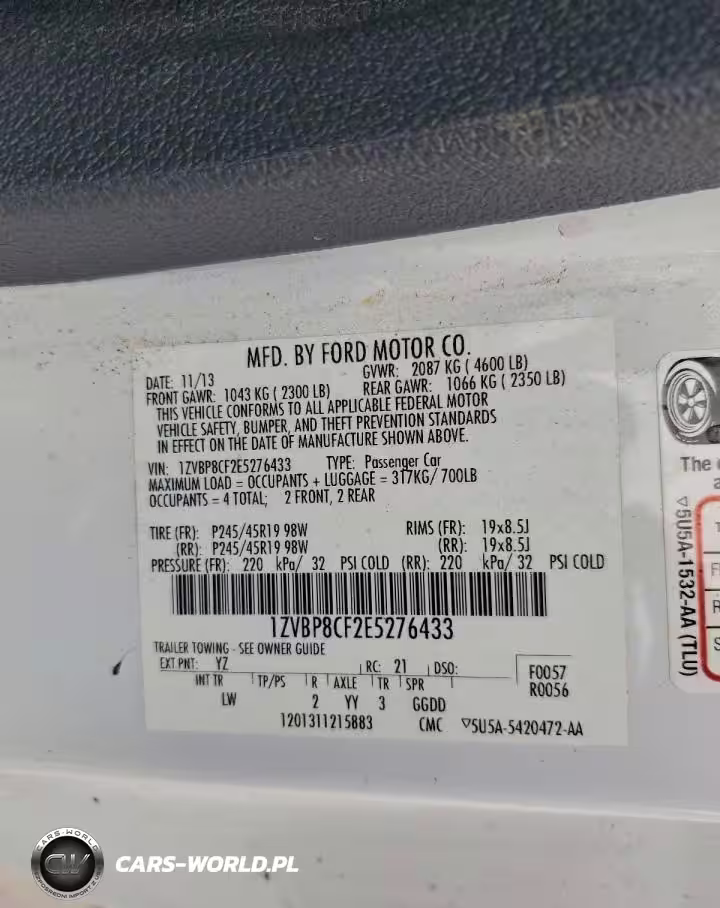 MFD. BY FORD MOTOR CO.
DATE: 11/13
GVWR: 2087 KG ( 4600 LB)
FRONT GAWR: 1043 KG ( 2300 LB)
REAR GAWR: 1066 KG ( 2350 LB)
THIS VEHICLE CONFORMS TO ALL APPLICABLE FEDERAL MOTOR
VEHICLE SAFETY, BUMPER, AND THEFT PREVENTION STANDARDS
IN EFFECT ON THE DATE OF MANUFACTURE SHOWN ABOVE.
VIN: 1ZVBP8CF2E5276433 TYPE: Passenger Car
MAXIMUM LOAD = OCCUPANTS + LUGGAGE = 317KG/ 700LB
OCCUPANTS = 4 TOTAL; 2 FRONT, 2 REAR
TIRE (FR): P245/45R19 98W RIMS (FR): 19x8.5J
(RR): P245/45R19 98W (RR): 19x8.5J
PRESSURE (FR): 220 kPa/ 32 PSI COLD (RR): 220 kPa/ 32 PSI COLD
1ZVBP8CF2E5276433
TRAILER TOWING - SEE OWNER GUIDE
EXT PNT: YZ RC: 21 DSO:
INT TR TP/PS R AXLE TR SPR
LW 2 YY 3 GGDD
F0057
R0056
1201311215883 CMC ▽5U5A-5420472-AA
The
▽5U5A-1532-AA (TLU)
CARS-WORLD
CW
CARS-WORLD.PL